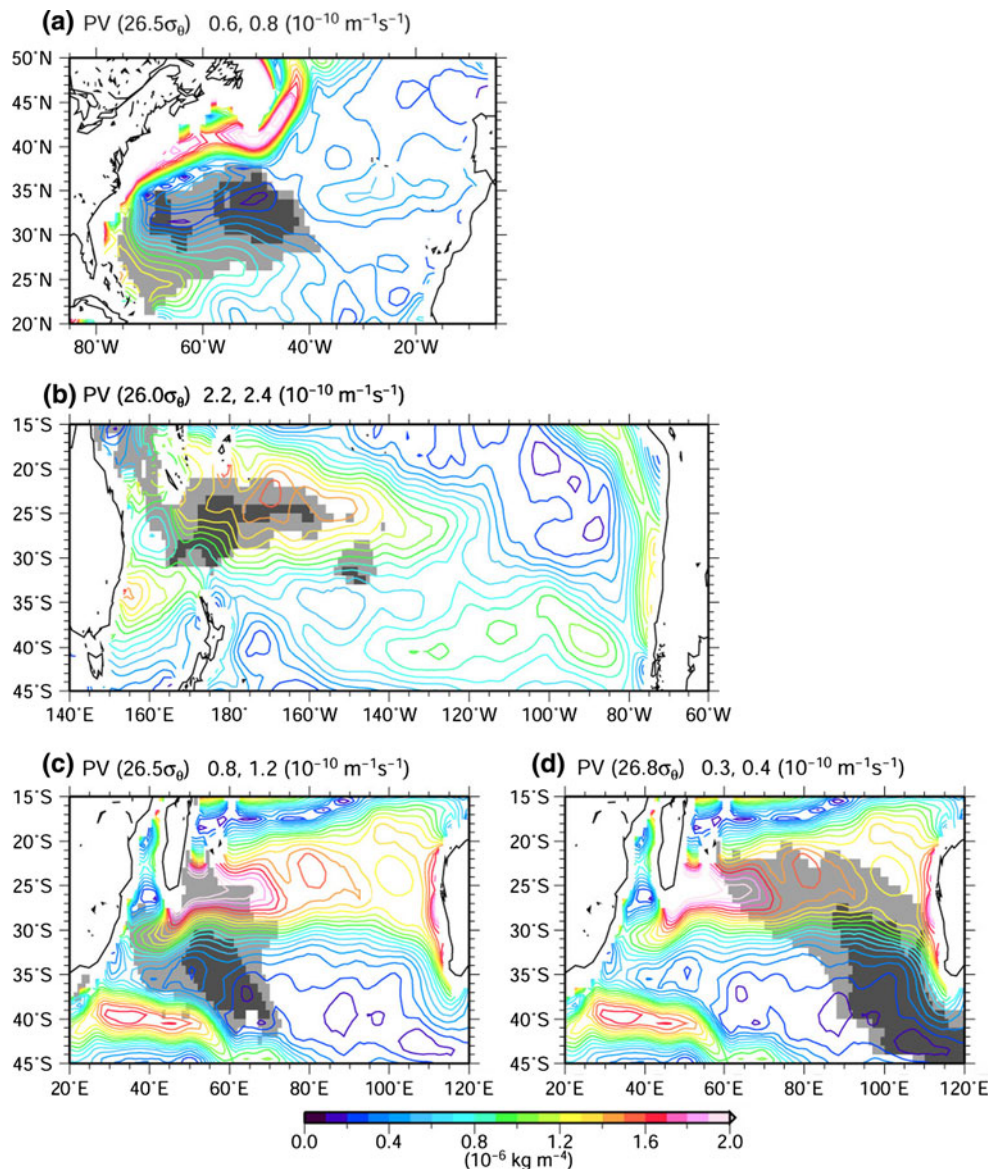 (a) PV (26.5σθ) 0.6, 0.8 (10⁻¹⁰ m⁻¹s⁻¹)
50˚N
45˚N
40˚N
35˚N
30˚N
25˚N
20˚N
80˚W 60˚W 40˚W 20˚W
(b) PV (26.0σθ) 2.2, 2.4 (10⁻¹⁰ m⁻¹s⁻¹)
15˚S
20˚S
25˚S
30˚S
35˚S
40˚S
45˚S
140˚E 160˚E 180˚ 160˚W 140˚W 120˚W 100˚W 80˚W 60˚W
(c) PV (26.5σθ) 0.8, 1.2 (10⁻¹⁰ m⁻¹s⁻¹)
15˚S
20˚S
25˚S
30˚S
35˚S
40˚S
45˚S
20˚E 40˚E 60˚E 80˚E 100˚E 120˚E
(d) PV (26.8σθ) 0.3, 0.4 (10⁻¹⁰ m⁻¹s⁻¹)
15˚S
20˚S
25˚S
30˚S
35˚S
40˚S
45˚S
20˚E 40˚E 60˚E 80˚E 100˚E 120˚E
0.0 0.4 0.8 1.2 1.6 2.0
(10⁻⁶ kg m⁻⁴)